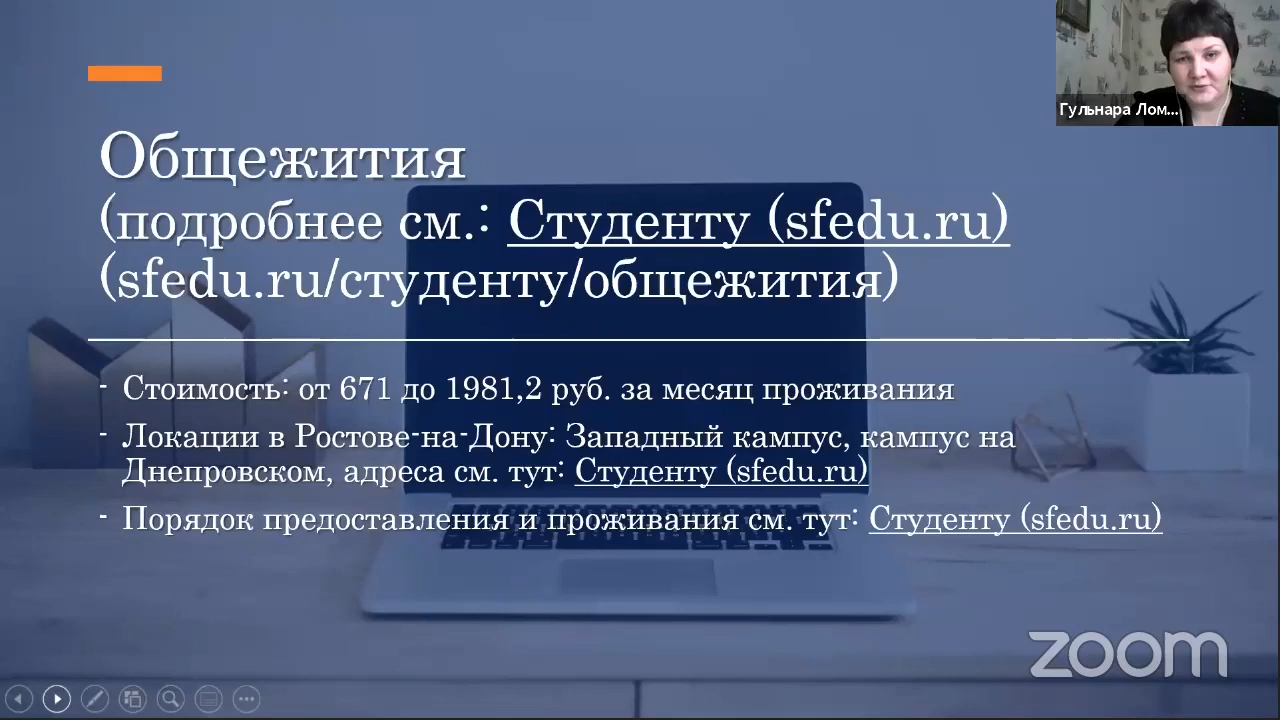 Гульнара Лом...
Общежития
(подробнее см.: Студенту (sfedu.ru)
(sfedu.ru/студенту/общежития)
- Стоимость: от 671 до 1981,2 руб. за месяц проживания
- Локации в Ростове-на-Дону: Западный кампус, кампус на
Днепровском, адреса см. тут: Студенту (sfedu.ru)
- Порядок предоставления и проживания см. тут: Студенту (sfedu.ru)
zoom